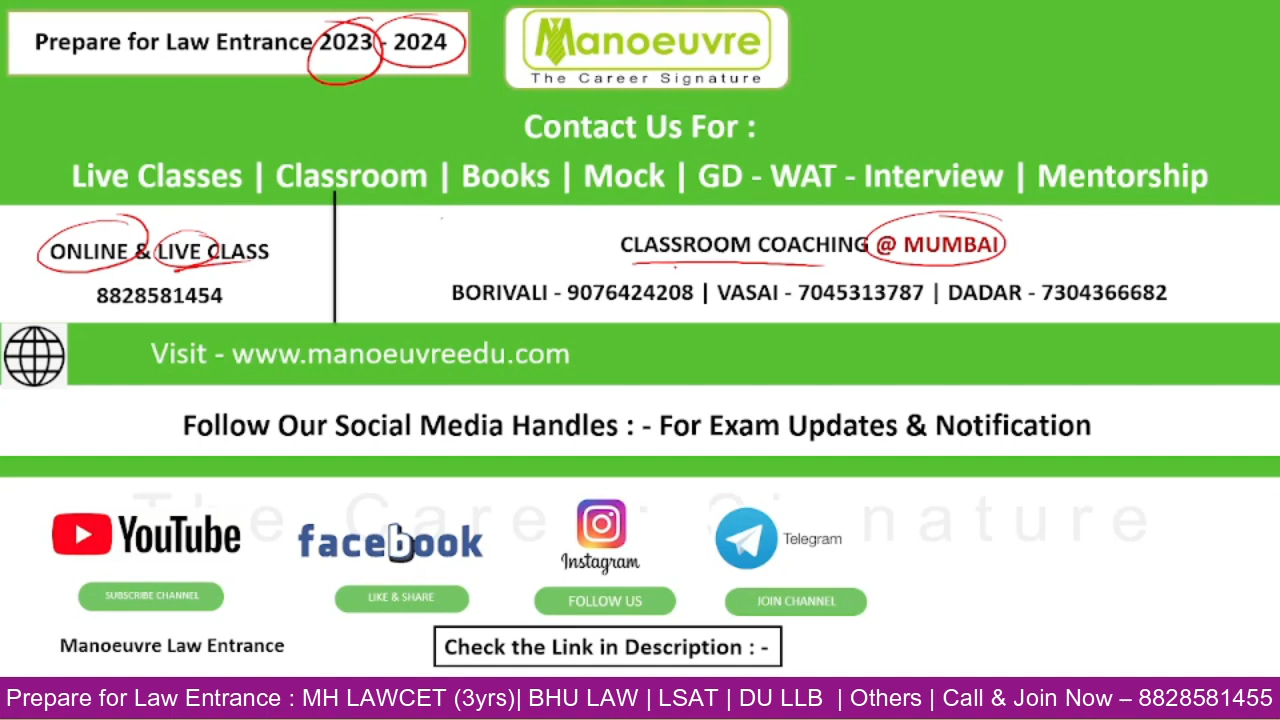 Prepare for Law Entrance 2023 - 2024
Manoeuvre
The Career Signature
Contact Us For :
Live Classes | Classroom | Books | Mock | GD - WAT - Interview | Mentorship
ONLINE & LIVE CLASS
8828581454
CLASSROOM COACHING @ MUMBAI
BORIVALI - 9076424208 | VASAI - 7045313787 | DADAR - 7304366682
Visit - www.manoeuvreedu.com
Follow Our Social Media Handles : - For Exam Updates & Notification
The Career Signature
YouTube
facebook
Instagram
Telegram
SUBSCRIBE CHANNEL
LIKE & SHARE
FOLLOW US
JOIN CHANNEL
Manoeuvre Law Entrance
Check the Link in Description : -
Prepare for Law Entrance : MH LAWCET (3yrs)| BHU LAW | LSAT | DU LLB | Others | Call & Join Now – 8828581455